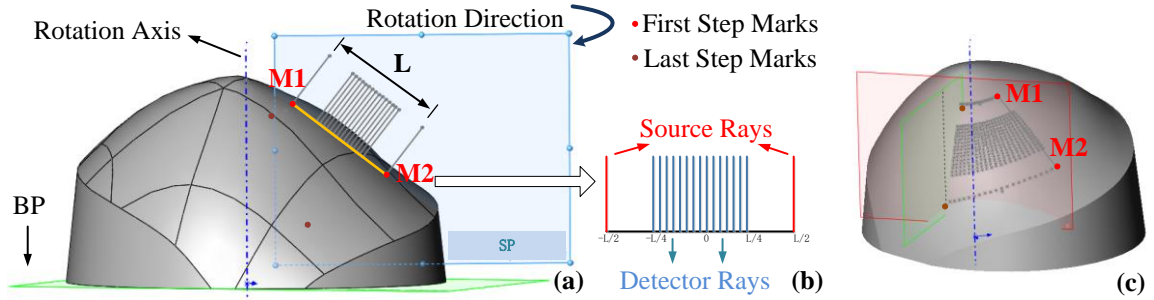 Rotation Direction
Rotation Axis
• First Step Marks
• Last Step Marks
M1
L
M2
BP
SP
(a)
Source Rays
-L/2
-L/4
0
L/4
L/2
Detector Rays
(b)
M1
M2
(c)